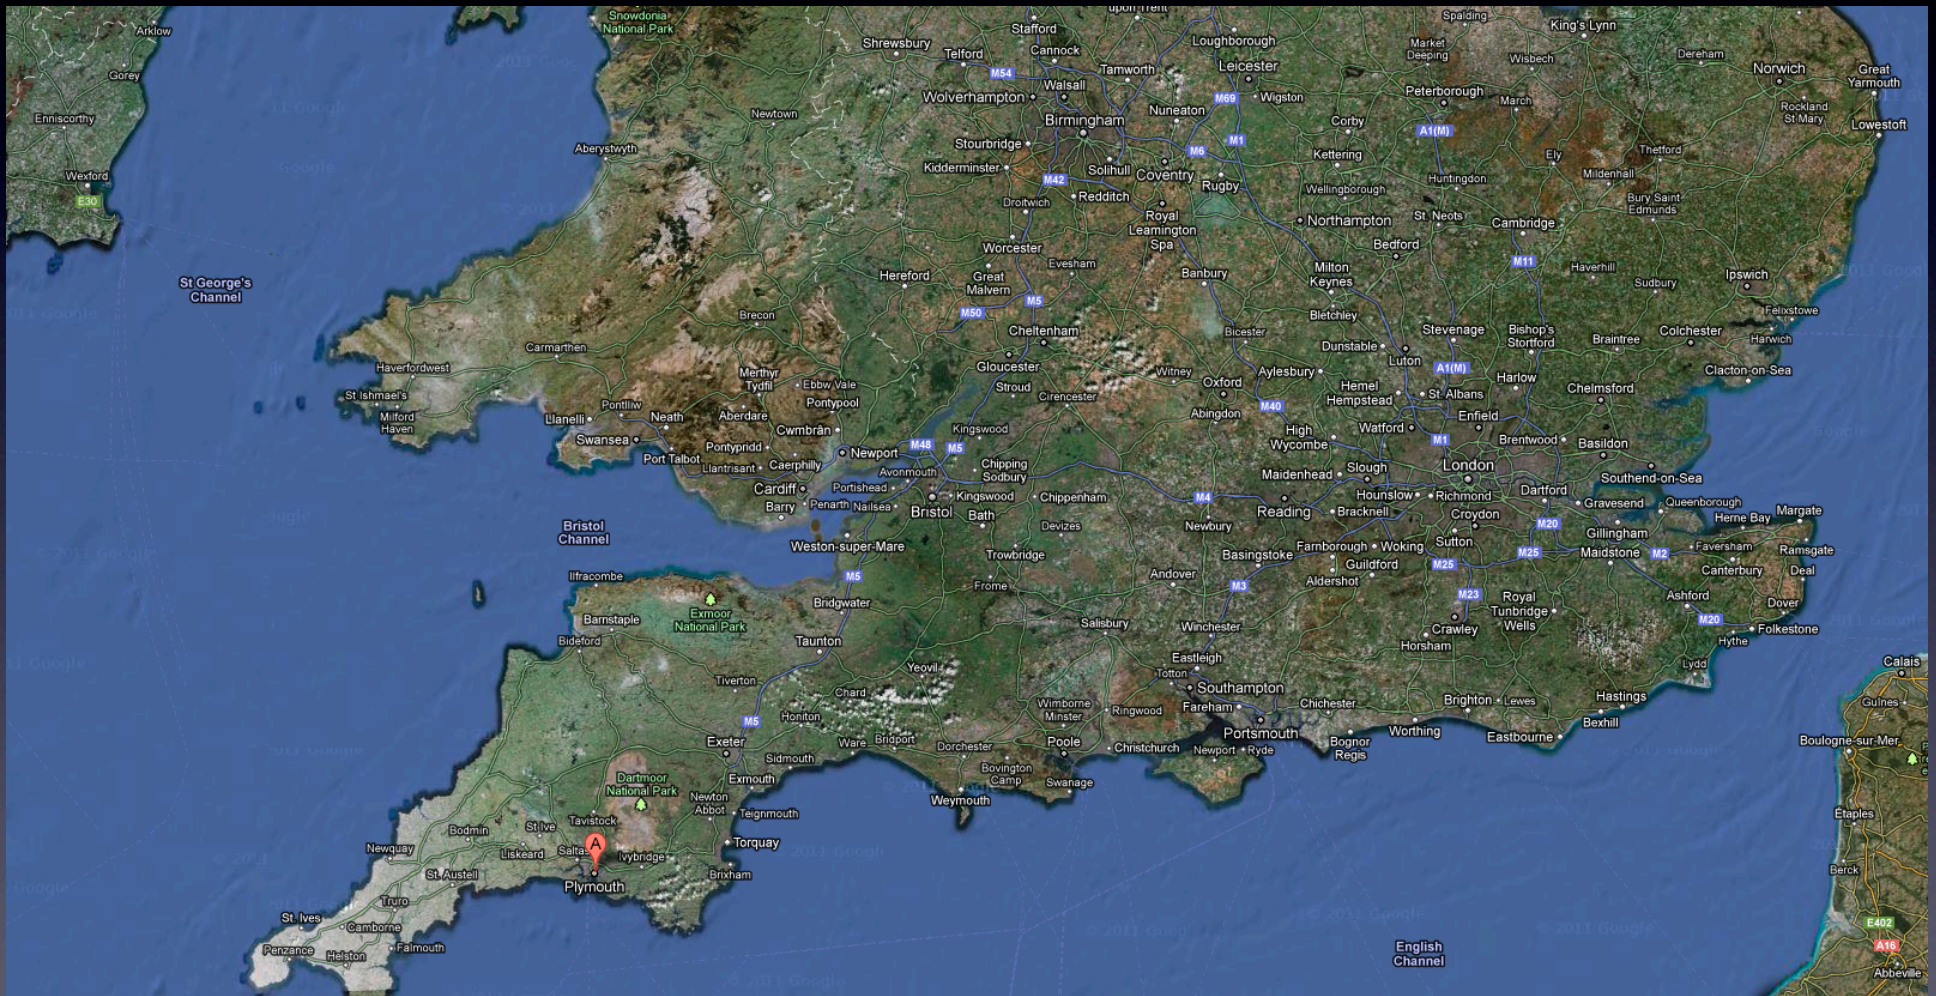 Arklow
Snowdonia
National Park
Stafford
upon Trent
Loughborough
Spalding
King's Lynn
Gorey
Shrewsbury
Telford
Cannock
Tamworth
Leicester
Market
Deeping
Wisbech
Dereham
Norwich
Great
Yarmouth
M54
Walsall
Wolverhampton
Nuneaton
M69
Wigston
Peterborough
March
Rockland
St Mary
Enniscorthy
Newtown
Birmingham
Corby
A1(M)
Lowestoft
Aberystwyth
Stourbridge
M6
M1
Kettering
Ely
Thetford
Kidderminster
Solihull
Coventry
Rugby
Mildenhall
Wexford
E30
M42
Redditch
Wellingborough
Huntingdon
Bury Saint
Edmunds
Droitwich
Royal
Leamington
Spa
Northampton
St. Neots
Cambridge
Worcester
Bedford
St George's
Channel
Hereford
Great
Malvern
Evesham
Banbury
Milton
Keynes
M11
Haverhill
Sudbury
Ipswich
Brecon
M50
M5
Bletchley
Felixstowe
Cheltenham
Bicester
Stevenage
Bishop's
Stortford
Braintree
Colchester
Harwich
Carmarthen
Dunstable
Luton
Haverfordwest
Gloucester
Witney
Oxford
Aylesbury
A1(M)
Harlow
Clacton-on-Sea
Merthyr
Tydfil
Ebbw Vale
Stroud
Cirencester
Hemel
Hempstead
St. Albans
Chelmsford
St Ishmael's
Milford
Haven
Pontlliw
Pontypool
Llanelli
Neath
Aberdare
Abingdon
M40
Enfield
Swansea
Cwmbrân
Kingswood
High
Wycombe
Watford
M1
Brentwood
Basildon
Port Talbot
Pontypridd
Newport
M48
M5
Llantrisant
Caerphilly
Avonmouth
Chipping
Sodbury
Maidenhead
Slough
London
Southend-on-Sea
Cardiff
Portishead
Kingswood
Chippenham
M4
Hounslow
Richmond
Dartford
Gravesend
Queenborough
Barry
Penarth
Nailsea
Bristol
Bath
Reading
Bracknell
Croydon
Herne Bay
Margate
Bristol
Channel
Devizes
Newbury
M20
Weston-super-Mare
Trowbridge
Basingstoke
Farnborough
Woking
Sutton
Gillingham
Maidstone
M25
M2
Faversham
Ramsgate
Ilfracombe
M5
Frome
Andover
M3
Aldershot
Guildford
M25
Canterbury
Deal
Exmoor
National Park
Bridgwater
M23
Royal
Tunbridge
Wells
Ashford
Dover
Barnstaple
Bideford
Taunton
Salisbury
Winchester
Crawley
Horsham
M20
Folkestone
Hythe
Yeovil
Eastleigh
Totton
Lydd
Calais
Tiverton
Chard
Southampton
Wimborne
Minster
Ringwood
Fareham
Chichester
Brighton
Lewes
Hastings
Guînes
M5
Honiton
Bexhill
Exeter
Ware
Bridport
Dorchester
Poole
Christchurch
Portsmouth
Newport
Ryde
Bognor
Regis
Worthing
Eastbourne
Boulogne-sur-Mer
Sidmouth
Dartmoor
National Park
Exmouth
Bovington
Camp
Swanage
Newton
Abbot
Teignmouth
Weymouth
Tavistock
Étaples
Bodmin
St Ive
A
Torquay
Newquay
Liskeard
Ivybridge
Berck
St. Austell
Plymouth
Brixham
Truro
St. Ives
Camborne
E402
Penzance
Helston
Falmouth
English
Channel
A16
Abbeville